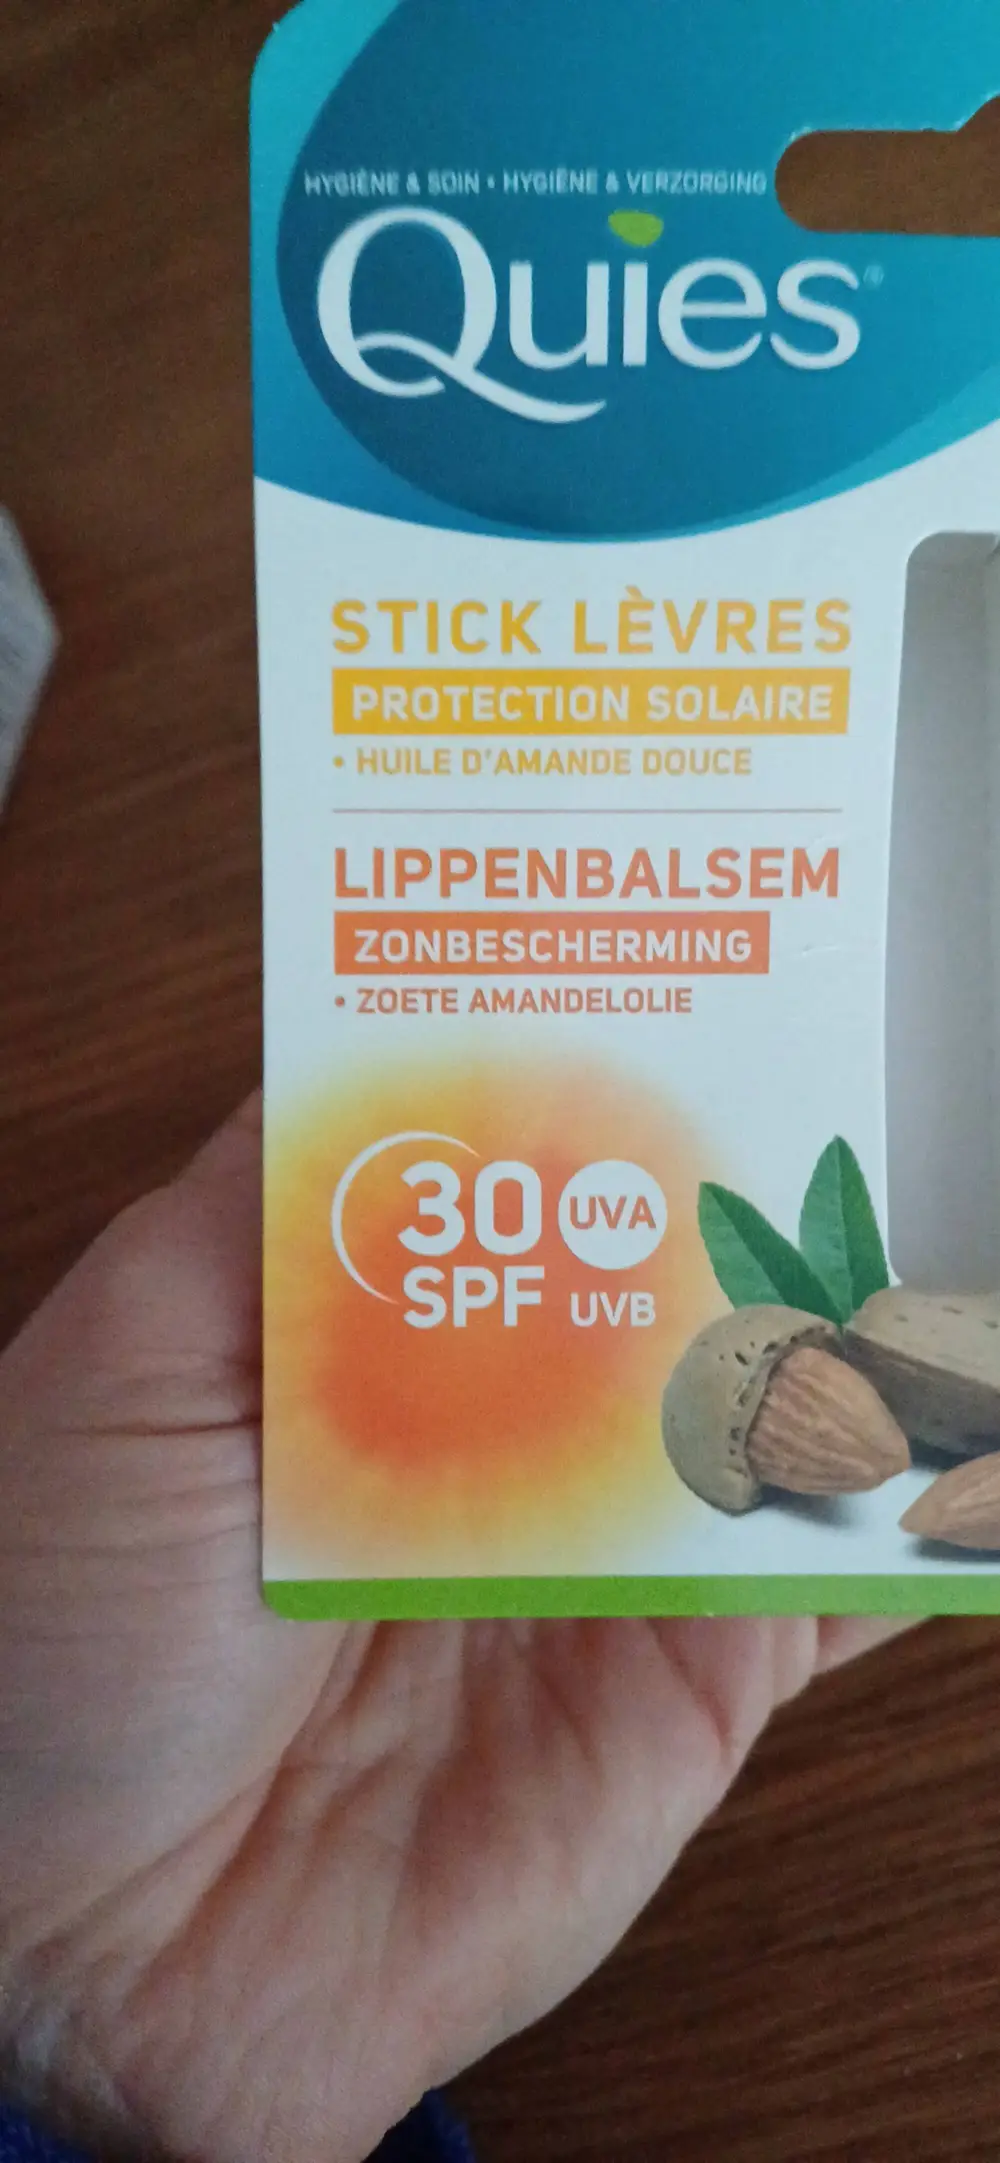 HYGIÈNE & SOIN • HYGIËNE & VERZORGING
Quies
STICK LÈVRES
PROTECTION SOLAIRE
• HUILE D'AMANDE DOUCE
LIPPENBALSEM
ZONBESCHERMING
• ZOETE AMANDELOLIE
30 UVA
SPF UVB